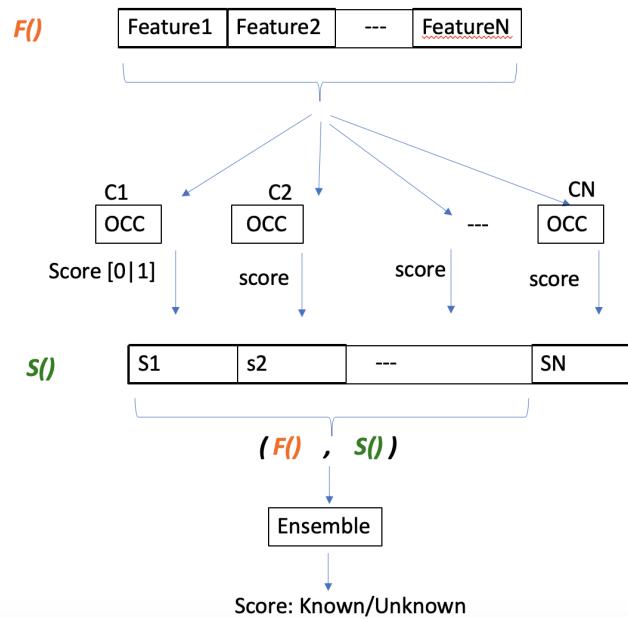 F() Feature1 Feature2 --- FeatureN
C1 C2 CN
OCC OCC --- OCC
Score [0|1] score score score
S() S1 s2 --- SN
( F() , S() )
Ensemble
Score: Known/Unknown